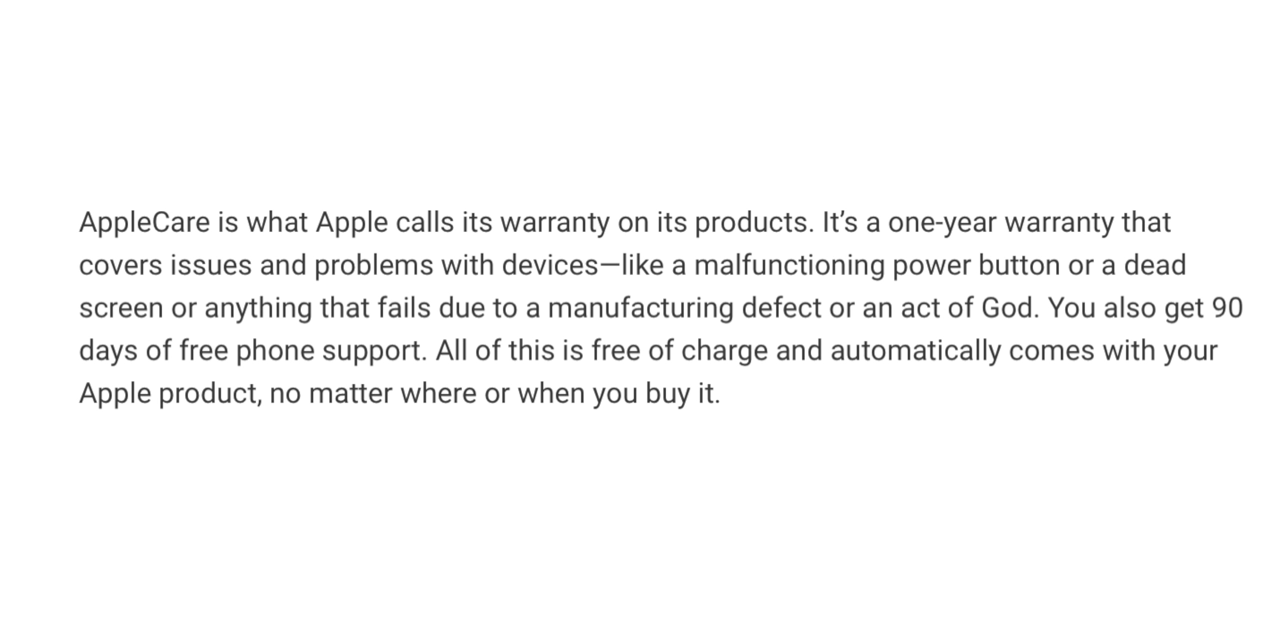 AppleCare is what Apple calls its warranty on its products. It’s a one-year warranty that
covers issues and problems with devices—like a malfunctioning power button or a dead
screen or anything that fails due to a manufacturing defect or an act of God. You also get 90
days of free phone support. All of this is free of charge and automatically comes with your
Apple product, no matter where or when you buy it.